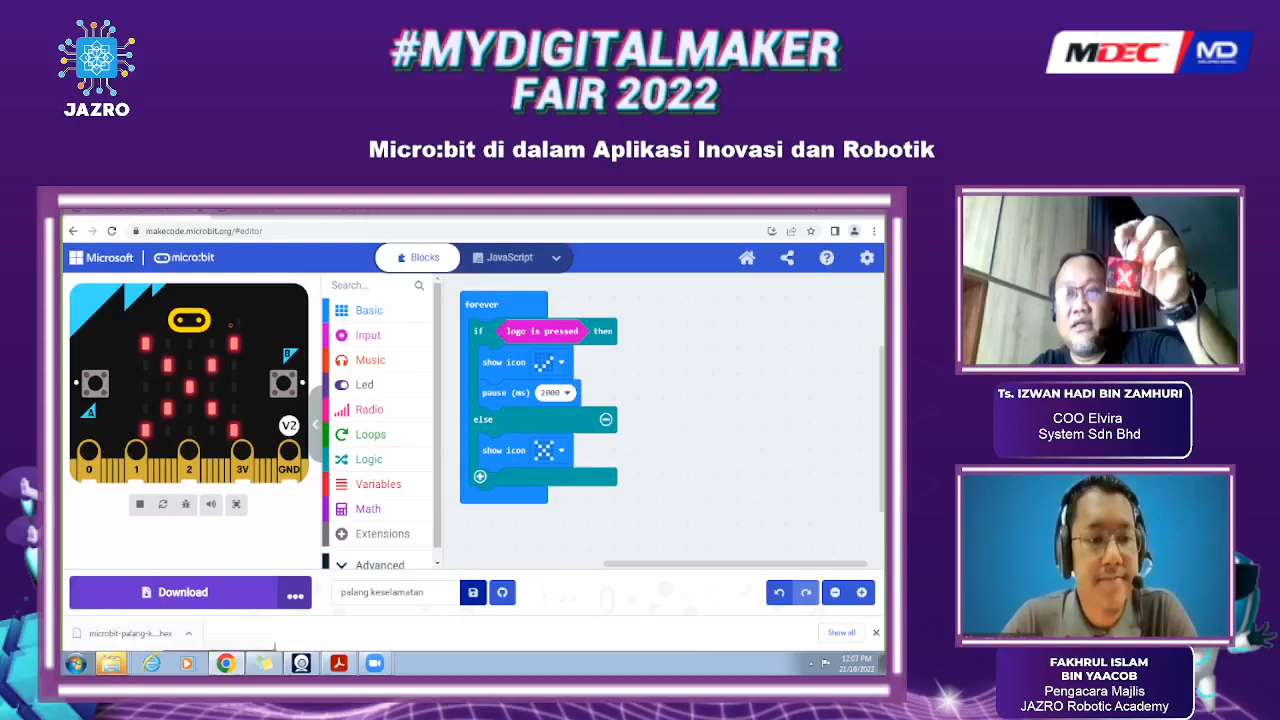 JAZRO
#MYDIGITALMAKER
FAIR 2022
MDEC
MD
Micro:bit di dalam Aplikasi Inovasi dan Robotik
makecode.microbit.org/#editor
Microsoft
micro:bit
Blocks
JavaScript
Search...
Basic
Input
Music
Led
Radio
Loops
Logic
Variables
Math
Extensions
Advanced
A
B
V2
0 1 2 3V GND
forever
if logo is pressed then
show icon
pause (ms) 2000
else
show icon
Download
palang keselamatan
microbit-palang-k....hex
Show all
12:07 PM
21/10/2022
Ts. IZWAN HADI BIN ZAMHURI
COO Elvira
System Sdn Bhd
FAKHRUL ISLAM
BIN YAACOB
Pengacara Majlis
JAZRO Robotic Academy